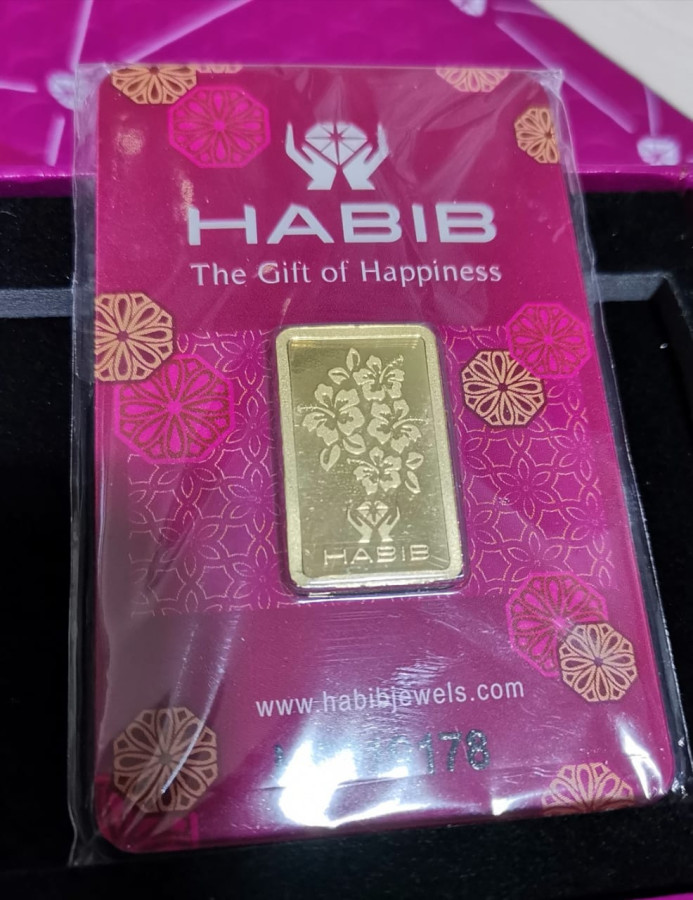 HABIB
The Gift of Happiness
HABIB
www.habibjewels.com